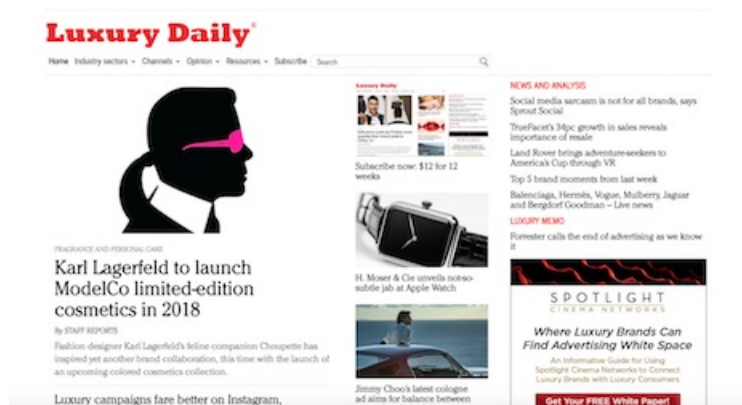 Luxury Daily®
Home Industry sectors Channels Opinion Resources Subscribe Search
FRAGRANCE AND PERSONAL CARE
Karl Lagerfeld to launch
ModelCo limited-edition
cosmetics in 2018
By STAFF REPORTS
Fashion designer Karl Lagerfeld's feline companion Choupette has
inspired yet another brand collaboration, this time with the launch of
an upcoming colored cosmetics collection.
Luxury campaigns fare better on Instagram,
Luxury Daily
Subscribe now: $12 for 12
weeks
H. Moser & Cie unveils not-so-
subtle jab at Apple Watch
Jimmy Choo's latest cologne
ad aims for balance between
NEWS AND ANALYSIS
Social media sarcasm is not for all brands, says
Sprout Social
TrueFacet's 34pc growth in sales reveals
importance of resale
Land Rover brings adventure-seekers to
America's Cup through VR
Top 5 brand moments from last week
Balenciaga, Hermès, Vogue, Mulberry, Jaguar
and Bergdorf Goodman – Live news
LUXURY MEMO
Forrester calls the end of advertising as we know
it
SPOTLIGHT
CINEMA NETWORKS
Where Luxury Brands Can
Find Advertising White Space
An Informative Guide for Using
Spotlight Cinema Networks to Connect
Luxury Brands with Luxury Consumers
Get Your FREE White Paper!